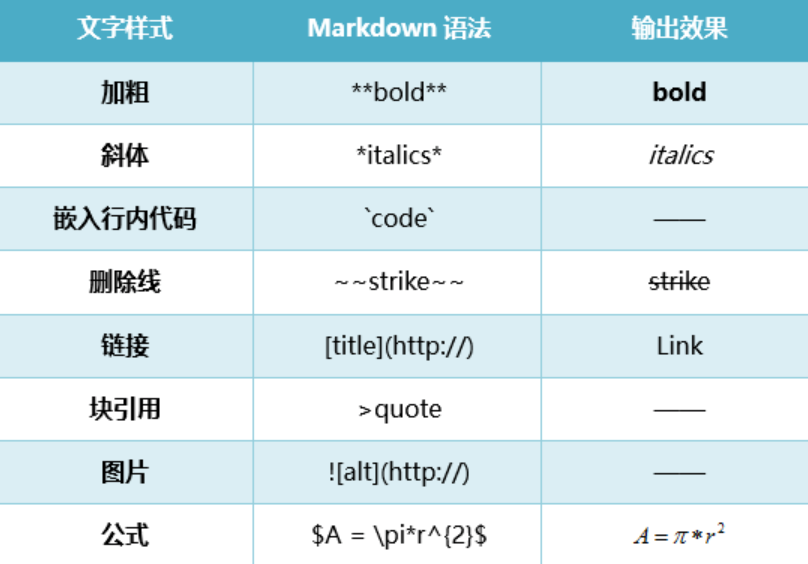 文字样式 Markdown 语法 输出效果
加粗 **bold** bold
斜体 *italics* italics
嵌入行内代码 `code` ——
删除线 ~~strike~~ strike
链接 [title](http://) Link
块引用 >quote ——
图片 ![alt](http://) ——
公式 $A = \pi*r^{2}$ A = π * r²